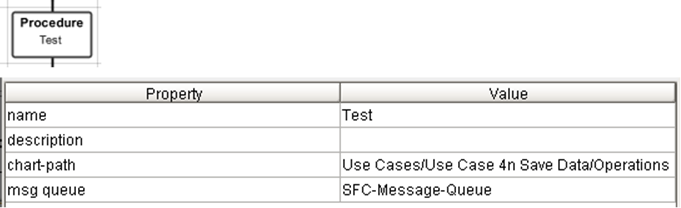 Procedure
Test
Property Value
name Test
description
chart-path Use Cases/Use Case 4n Save Data/Operations
msg queue SFC-Message-Queue